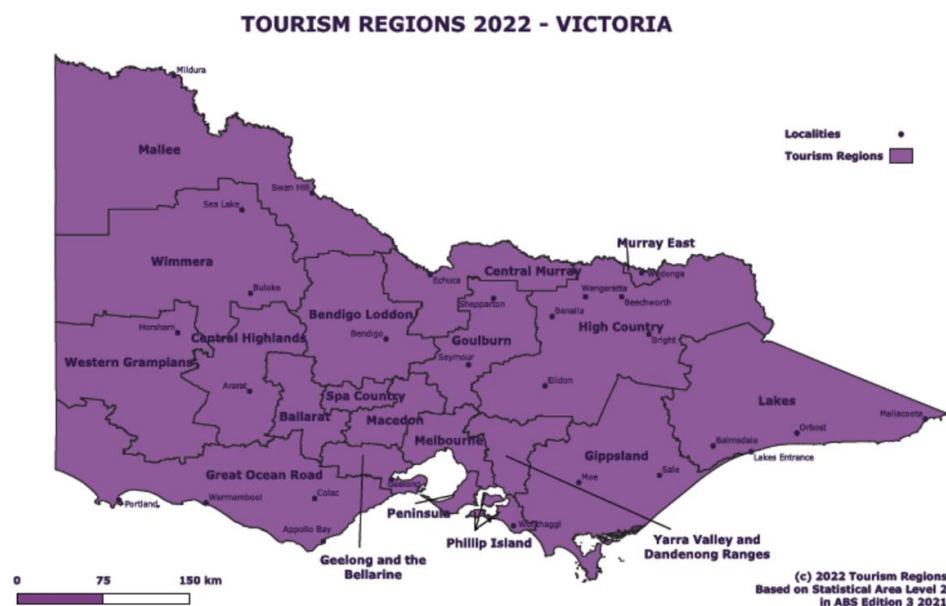 TOURISM REGIONS 2022 - VICTORIA
Mildura
Localities
Mallee
Tourism Regions
Swan Hill
Sea Lake
Murray East
Wimmera
Central Murray
Wodonga
Echuca
Buloke
Wangaratta
Shepparton
Beechworth
Bendigo Loddon
Benalla
High Country
Horsham
Central Highlands
Bendigo
Goulburn
Bright
Western Grampians
Seymour
Ararat
Eildon
Spa Country
Lakes
Ballarat
Macedon
Mallacoota
Melbourne
Orbost
Bairnsdale
Gippsland
Lakes Entrance
Great Ocean Road
Geelong
Moe
Sale
Portland
Warrnambool
Colac
Peninsula
Wonthaggi
Appollo Bay
Phillip Island
Yarra Valley and
Dandenong Ranges
Geelong and the
Bellarine
0 75 150 km
(c) 2022 Tourism Regions
Based on Statistical Area Level 2
in ABS Edition 3 2021